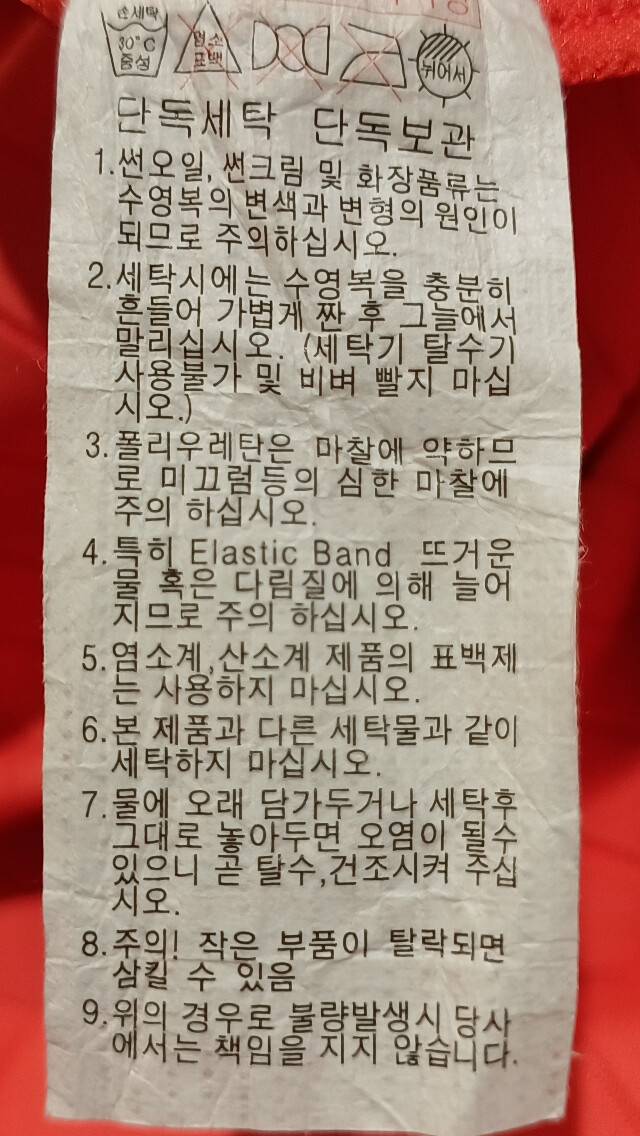 손세탁
30°C
중성
염소
표백
뉘어서
단독세탁 단독보관
1.썬오일, 썬크림 및 화장품류는
수영복의 변색과 변형의 원인이
되므로 주의하십시오.
2.세탁시에는 수영복을 충분히
흔들어 가볍게 짠 후 그늘에서
말리십시오. (세탁기 탈수기
사용불가 및 비벼 빨지 마십
시오.)
3.폴리우레탄은 마찰에 약하므
로 미끄럼등의 심한 마찰에
주의 하십시오.
4.특히 Elastic Band 뜨거운
물 혹은 다림질에 의해 늘어
지므로 주의 하십시오.
5.염소계,산소계 제품의 표백제
는 사용하지 마십시오.
6.본 제품과 다른 세탁물과 같이
세탁하지 마십시오.
7.물에 오래 담가두거나 세탁후
그대로 놓아두면 오염이 될수
있으니 곧 탈수,건조시켜 주십
시오.
8.주의! 작은 부품이 탈락되면
삼킬 수 있음
9.위의 경우로 불량발생시 당사
에서는 책임을 지지 않습니다.